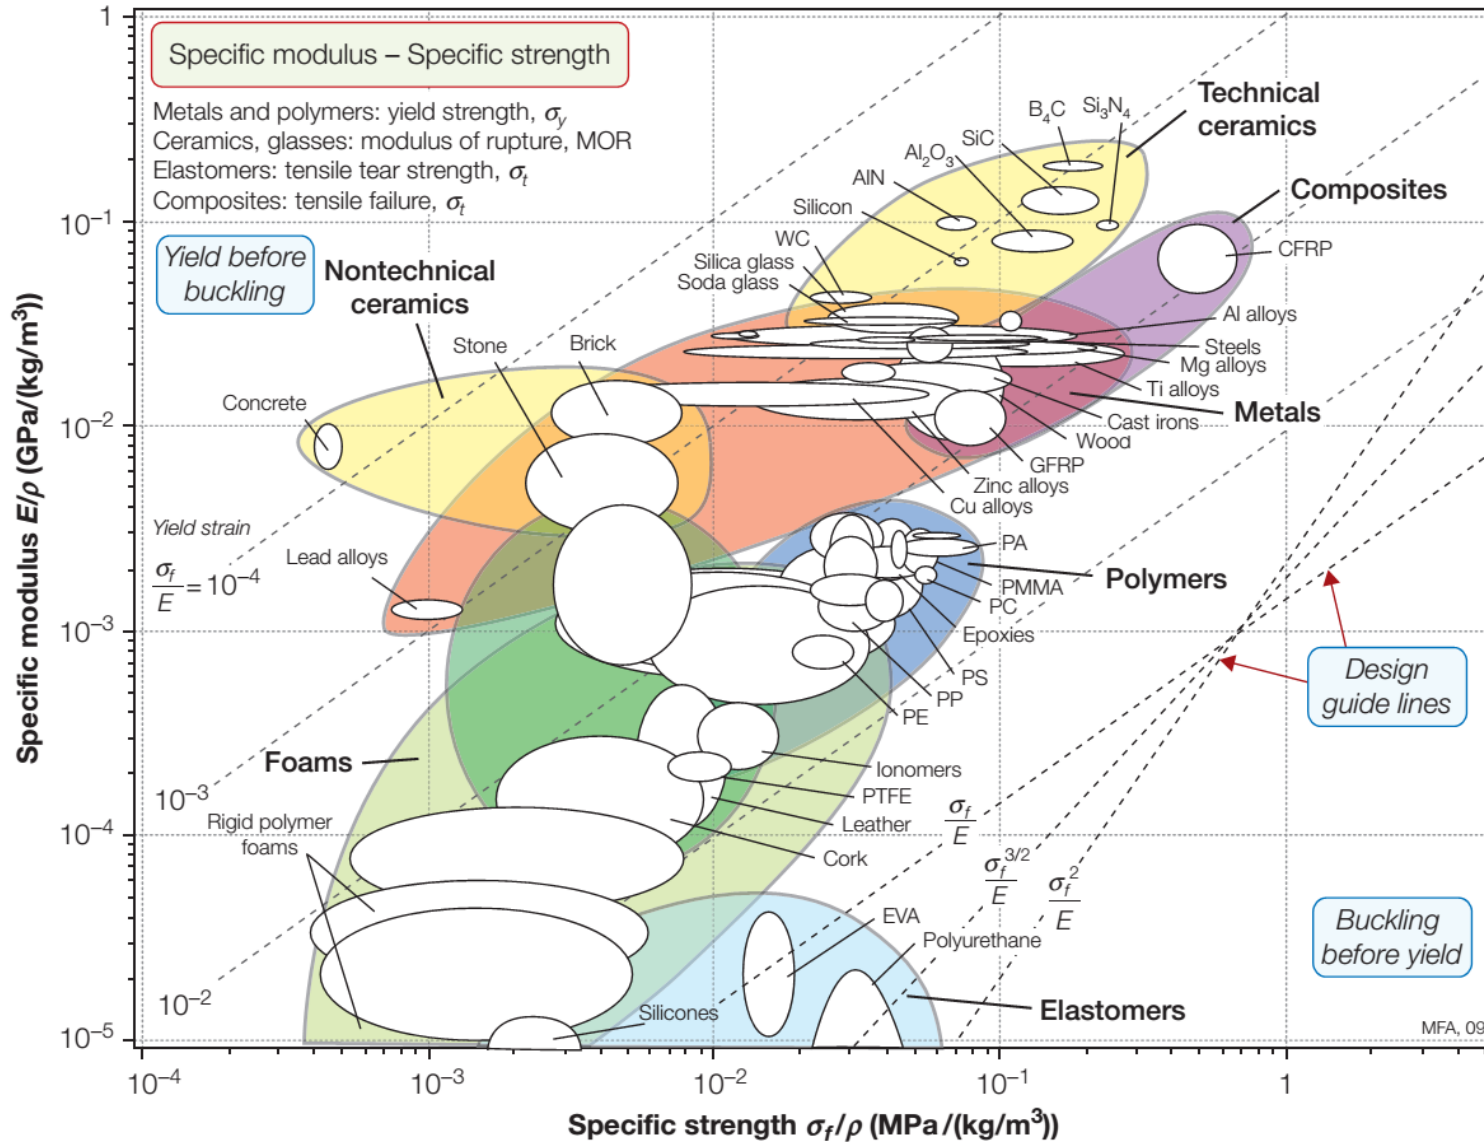 Specific modulus – Specific strength
Metals and polymers: yield strength, σy
Ceramics, glasses: modulus of rupture, MOR
Elastomers: tensile tear strength, σt
Composites: tensile failure, σt
Yield before
buckling
Nontechnical
ceramics
Technical
ceramics
Composites
B₄C
Si₃N₄
SiC
Al₂O₃
AlN
Silicon
WC
Silica glass
Soda glass
CFRP
Al alloys
Steels
Mg alloys
Ti alloys
Metals
Cast irons
Wood
GFRP
Zinc alloys
Cu alloys
Stone
Brick
Concrete
Yield strain
σf/E = 10⁻⁴
Lead alloys
PA
Polymers
PMMA
PC
Epoxies
PS
PP
PE
Design
guide lines
Foams
Ionomers
PTFE
Leather
Cork
10⁻³
Rigid polymer
foams
σf/E
σf^3/2/E
σf²/E
EVA
Polyurethane
Buckling
before yield
10⁻²
Silicones
Elastomers
MFA, 09
1
10⁻¹
10⁻²
10⁻³
10⁻⁴
10⁻⁵
Specific modulus E/ρ (GPa/(kg/m³))
10⁻⁴
10⁻³
10⁻²
10⁻¹
1
Specific strength σf/ρ (MPa/(kg/m³))